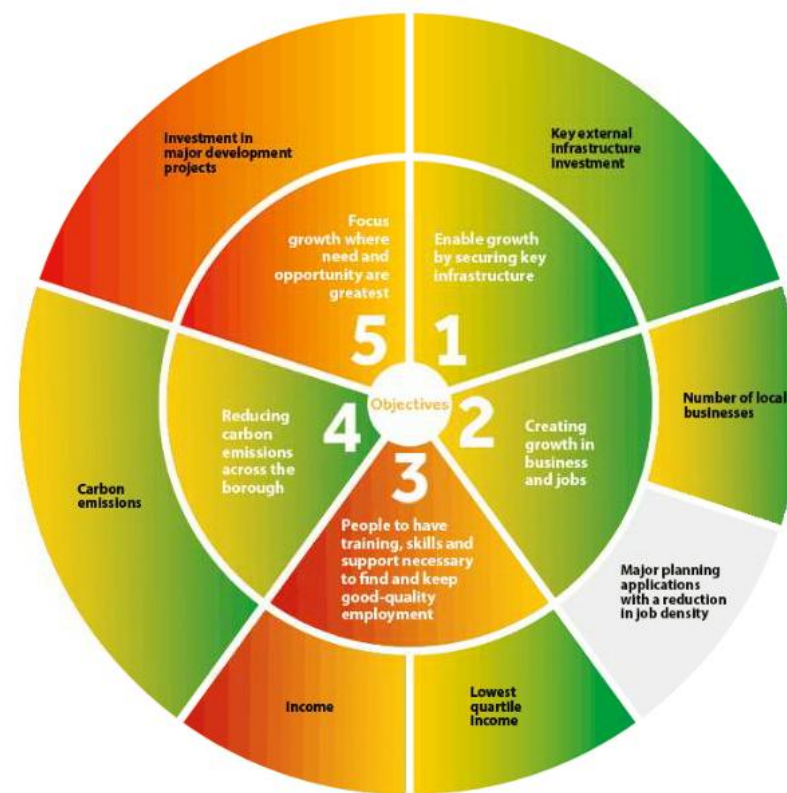 Investment in
major development
projects
Key external
infrastructure
investment
Focus
growth where
need and
opportunity are
greatest
5
Enable growth
by securing key
infrastructure
1
Objectives
Reducing
carbon
emissions
across the
borough
4
2
Creating
growth in
business
and jobs
Number of local
businesses
3
People to have
training, skills and
support necessary
to find and keep
good-quality
employment
Carbon
emissions
Major planning
applications
with a reduction
in job density
Income
Lowest
quartile
income